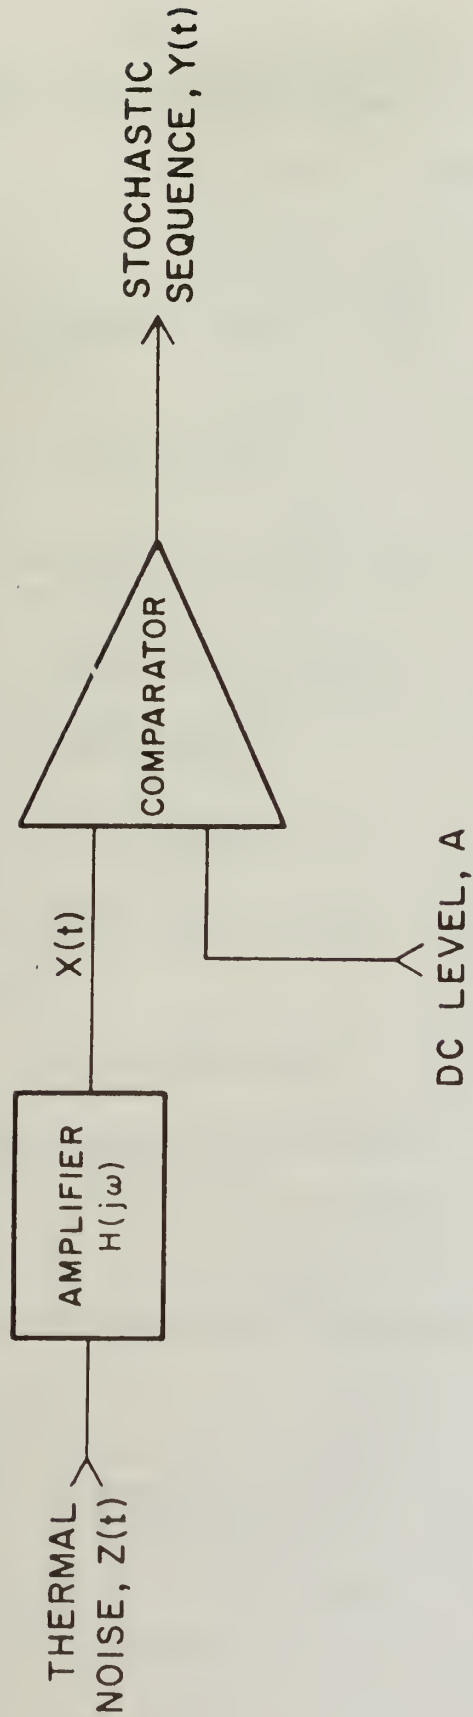 THERMAL
NOISE, Z(t)
AMPLIFIER
H(jω)
X(t)
DC LEVEL, A
COMPARATOR
STOCHASTIC
SEQUENCE, Y(t)